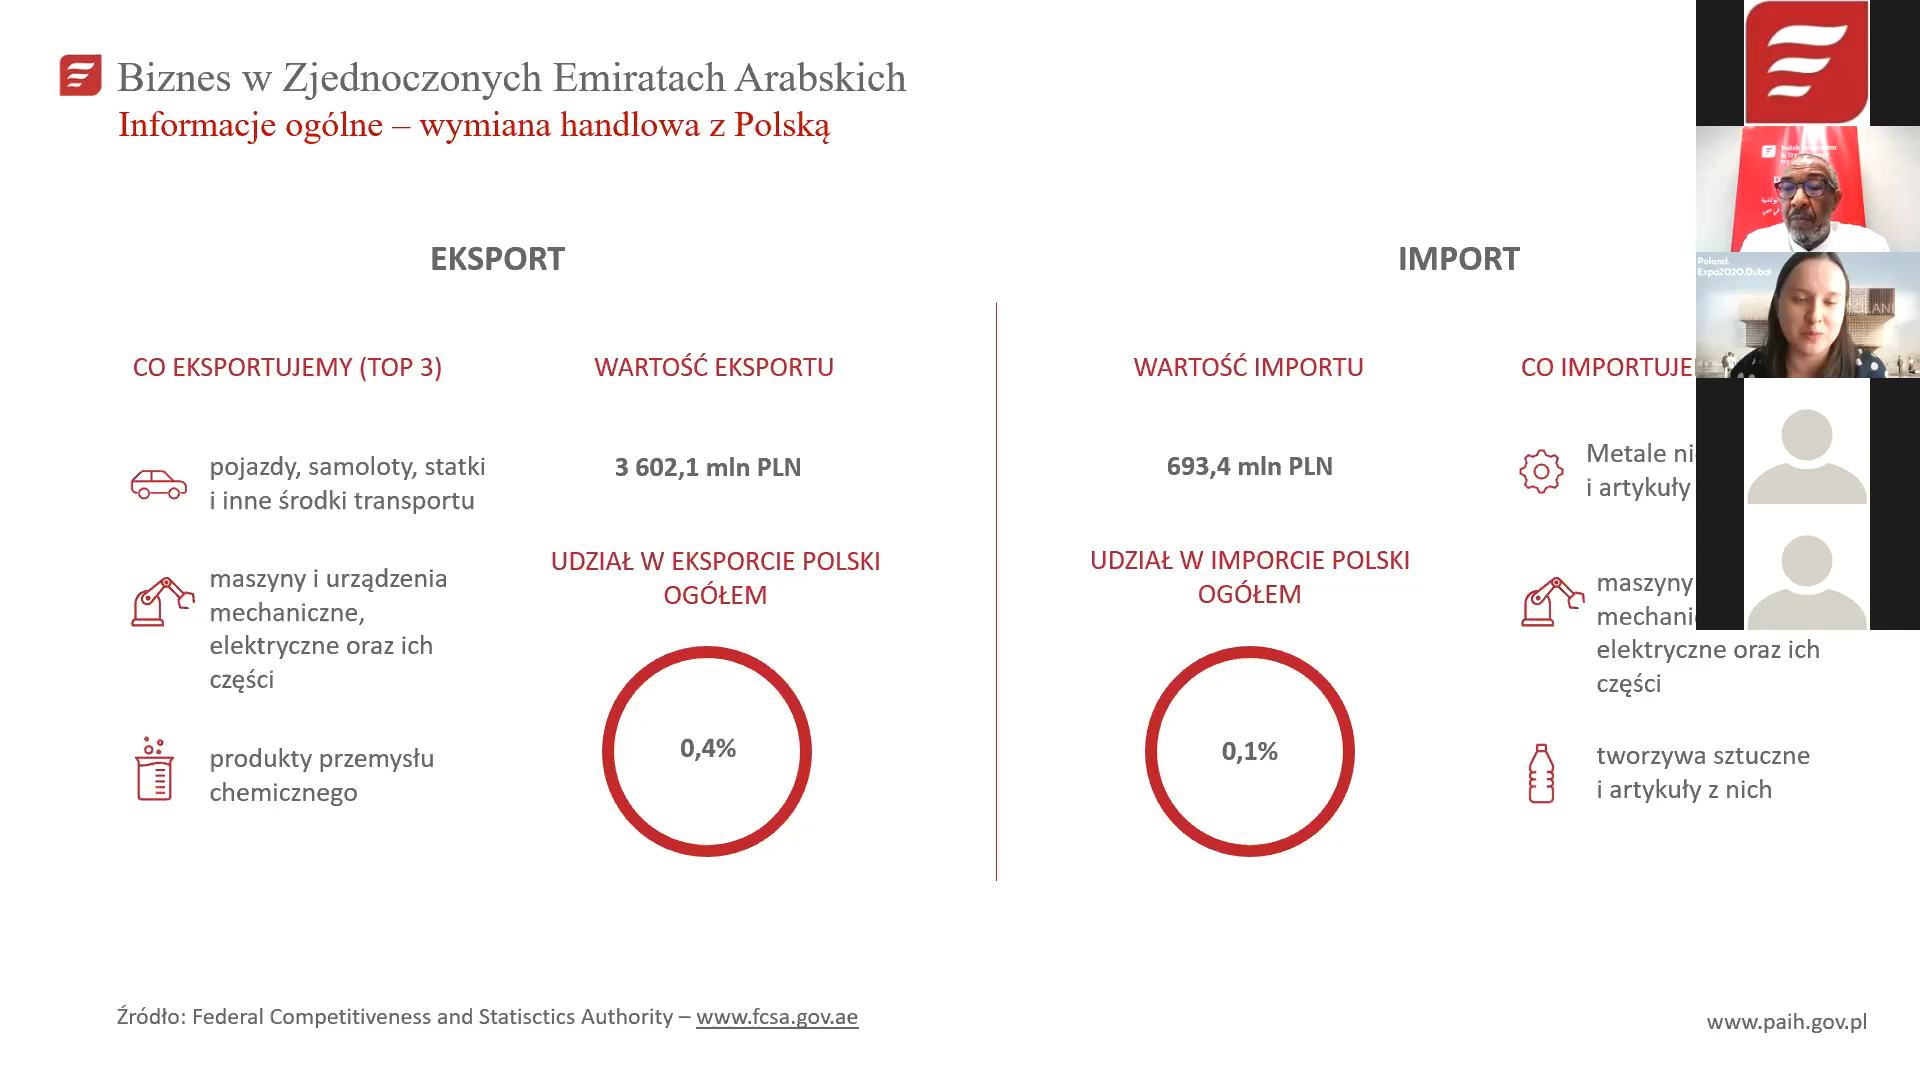 Biznes w Zjednoczonych Emiratach Arabskich
Informacje ogólne – wymiana handlowa z Polską
EKSPORT
CO EKSPORTUJEMY (TOP 3)
pojazdy, samoloty, statki
i inne środki transportu
maszyny i urządzenia
mechaniczne,
elektryczne oraz ich
części
produkty przemysłu
chemicznego
WARTOŚĆ EKSPORTU
3 602,1 mln PLN
UDZIAŁ W EKSPORCIE POLSKI
OGÓŁEM
0,4%
IMPORT
WARTOŚĆ IMPORTU
693,4 mln PLN
UDZIAŁ W IMPORCIE POLSKI
OGÓŁEM
0,1%
CO
Metale
i artykuły
maszyny
elektryczne oraz ich
części
tworzywa sztuczne
i artykuły z nich
Poland.
Expo2020.Dubai
Źródło: Federal Competitiveness and Statisctics Authority – www.fcsa.gov.ae
www.paih.gov.pl